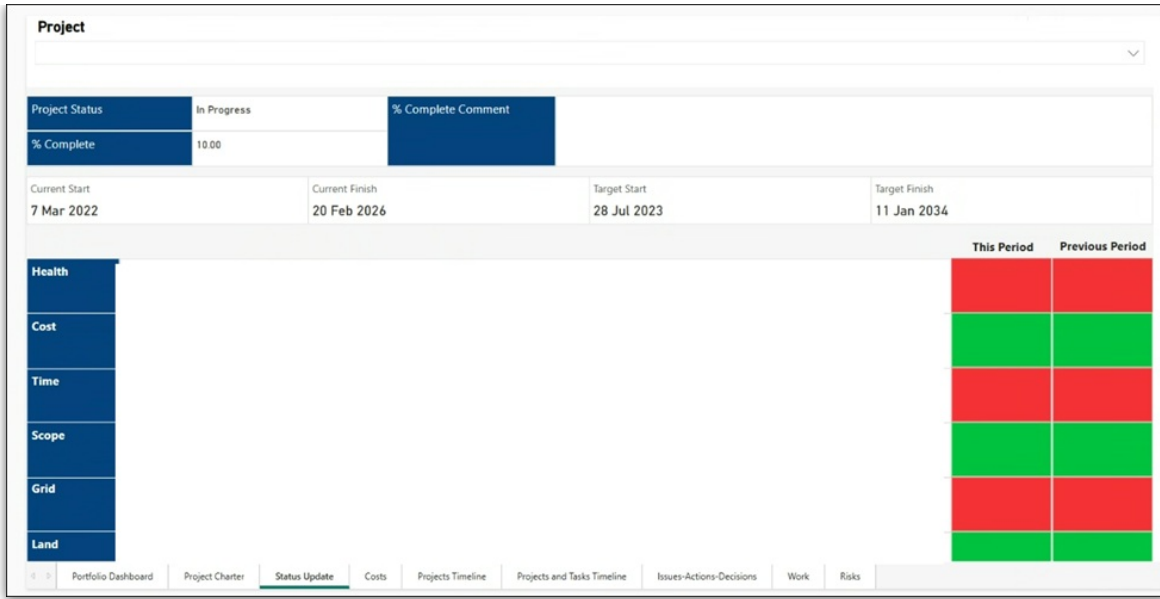 Project
Project Status
In Progress
% Complete Comment
% Complete
10.00
Current Start
Current Finish
Target Start
Target Finish
7 Mar 2022
20 Feb 2026
28 Jul 2023
11 Jan 2034
This Period
Previous Period
Health
Cost
Time
Scope
Grid
Land
Portfolio Dashboard
Project Charter
Status Update
Costs
Projects Timeline
Projects and Tasks Timeline
Issues-Actions-Decisions
Work
Risks